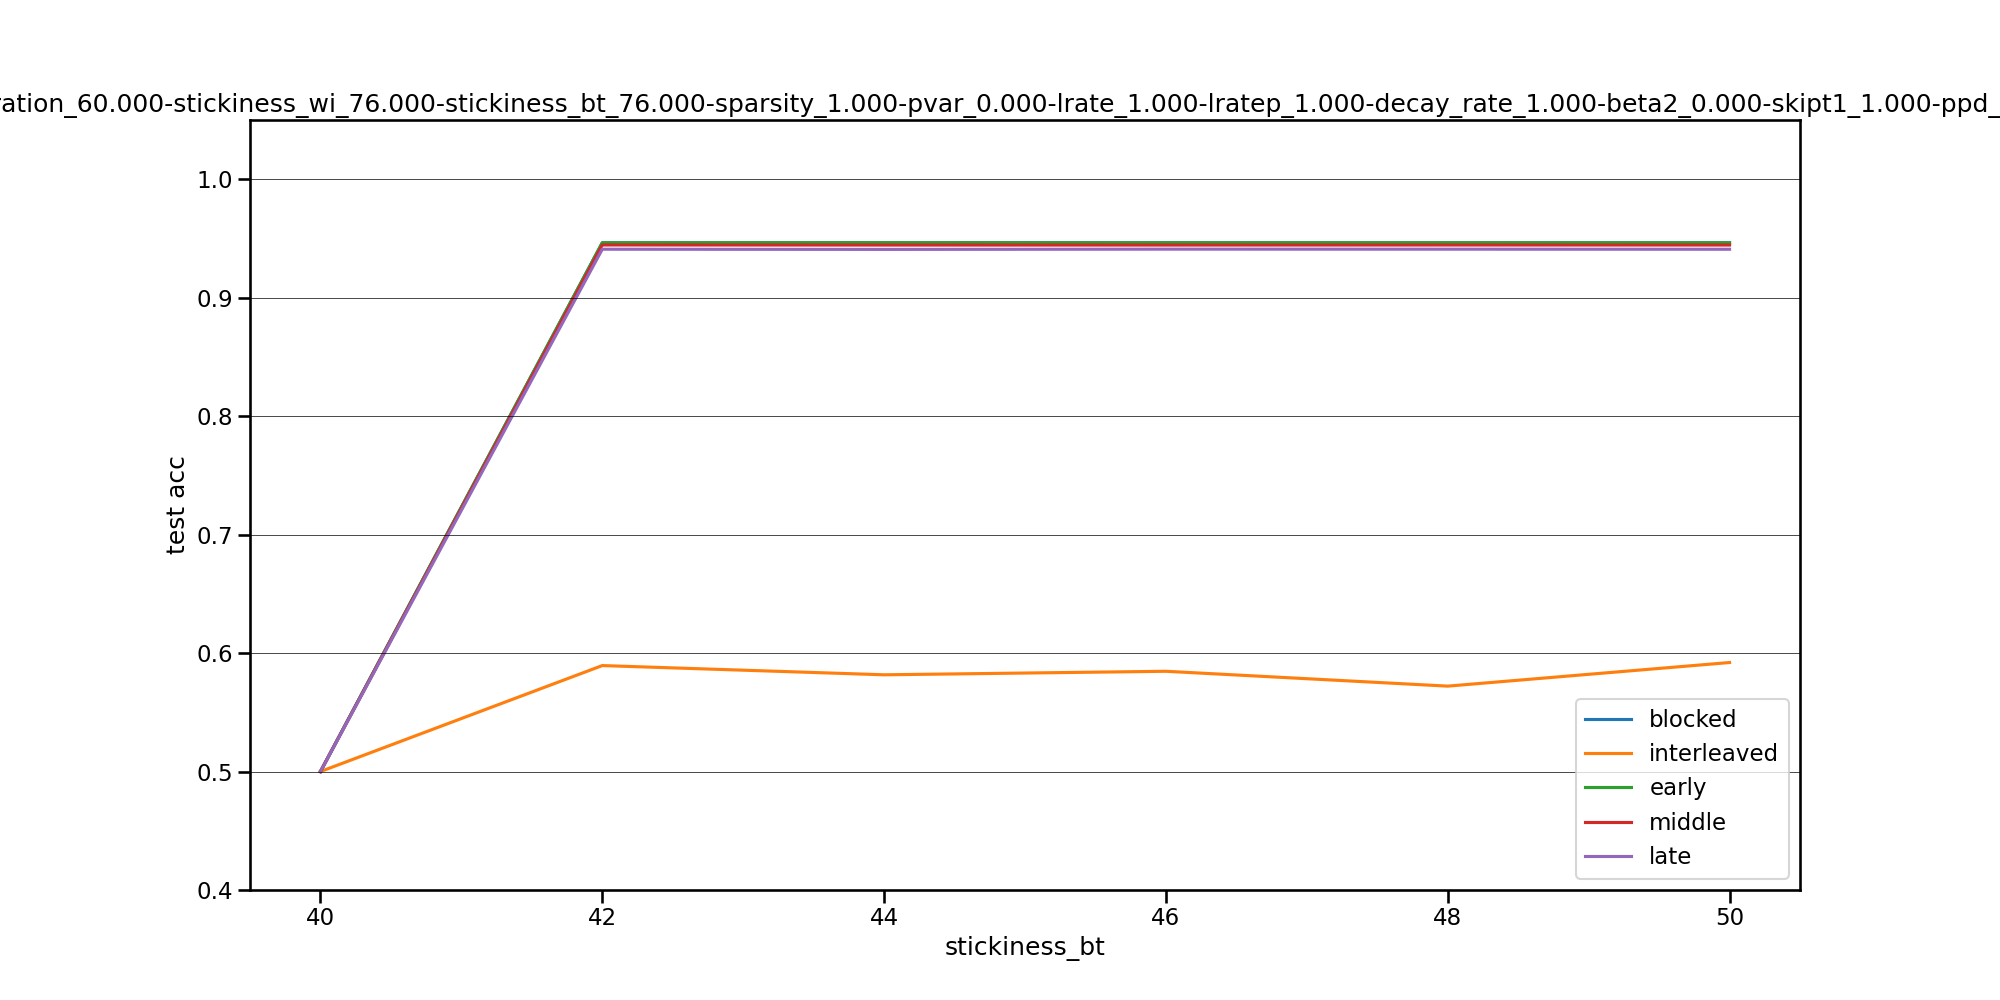 ration_60.000-stickiness_wi_76.000-stickiness_bt_76.000-sparsity_1.000-pvar_0.000-lrate_1.000-lratep_1.000-decay_rate_1.000-beta2_0.000-skipt1_1.000-ppd_
1.0
0.9
0.8
0.7
0.6
0.5
0.4
test acc
blocked
interleaved
early
middle
late
40 42 44 46 48 50
stickiness_bt